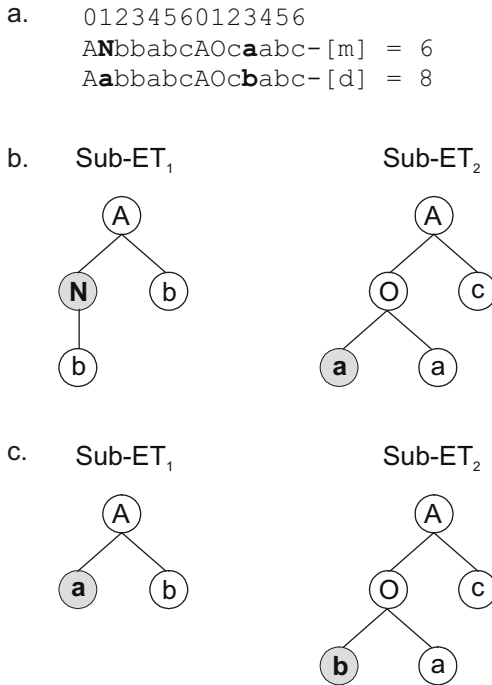 a. 01234560123456
ANbbabcAOcaabc-[m] = 6
AabbabcAOcbabc-[d] = 8
b. Sub-ET1 Sub-ET2
A A
N b O c
b a a
c. Sub-ET1 Sub-ET2
A A
a b O c
b a